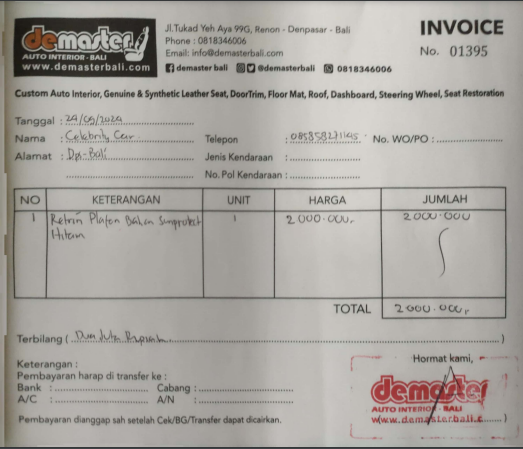 demaster
AUTO INTERIOR - BALI
www.demasterbali.com
Jl.Tukad Yeh Aya 99G, Renon - Denpasar - Bali
Phone : 0818346006
Email: info@demasterbali.com
demaster bali @demasterbali 0818346006
INVOICE
No. 01395
Custom Auto Interior, Genuine & Synthetic Leather Seat, DoorTrim, Floor Mat, Roof, Dashboard, Steering Wheel, Seat Restoration
Tanggal : 24/09/2024
Nama : Celebrity Car Telepon : 085858271145 No. WO/PO :
Alamat : Dps-Bali Jenis Kendaraan :
No. Pol Kendaraan :
NO KETERANGAN UNIT HARGA JUMLAH
1 Retrim Plafon Bahan Sunprotect 1 2.000.000,- 2.000.000
Hitam
TOTAL 2.000.000,-
Terbilang ( Dua Juta Rupiah )
Keterangan :
Pembayaran harap di transfer ke :
Bank : Cabang :
A/C : A/N :
Pembayaran dianggap sah setelah Cek/BG/Transfer dapat dicairkan.
Hormat kami,
demaster
AUTO INTERIOR - BALI
www.demasterbali.c